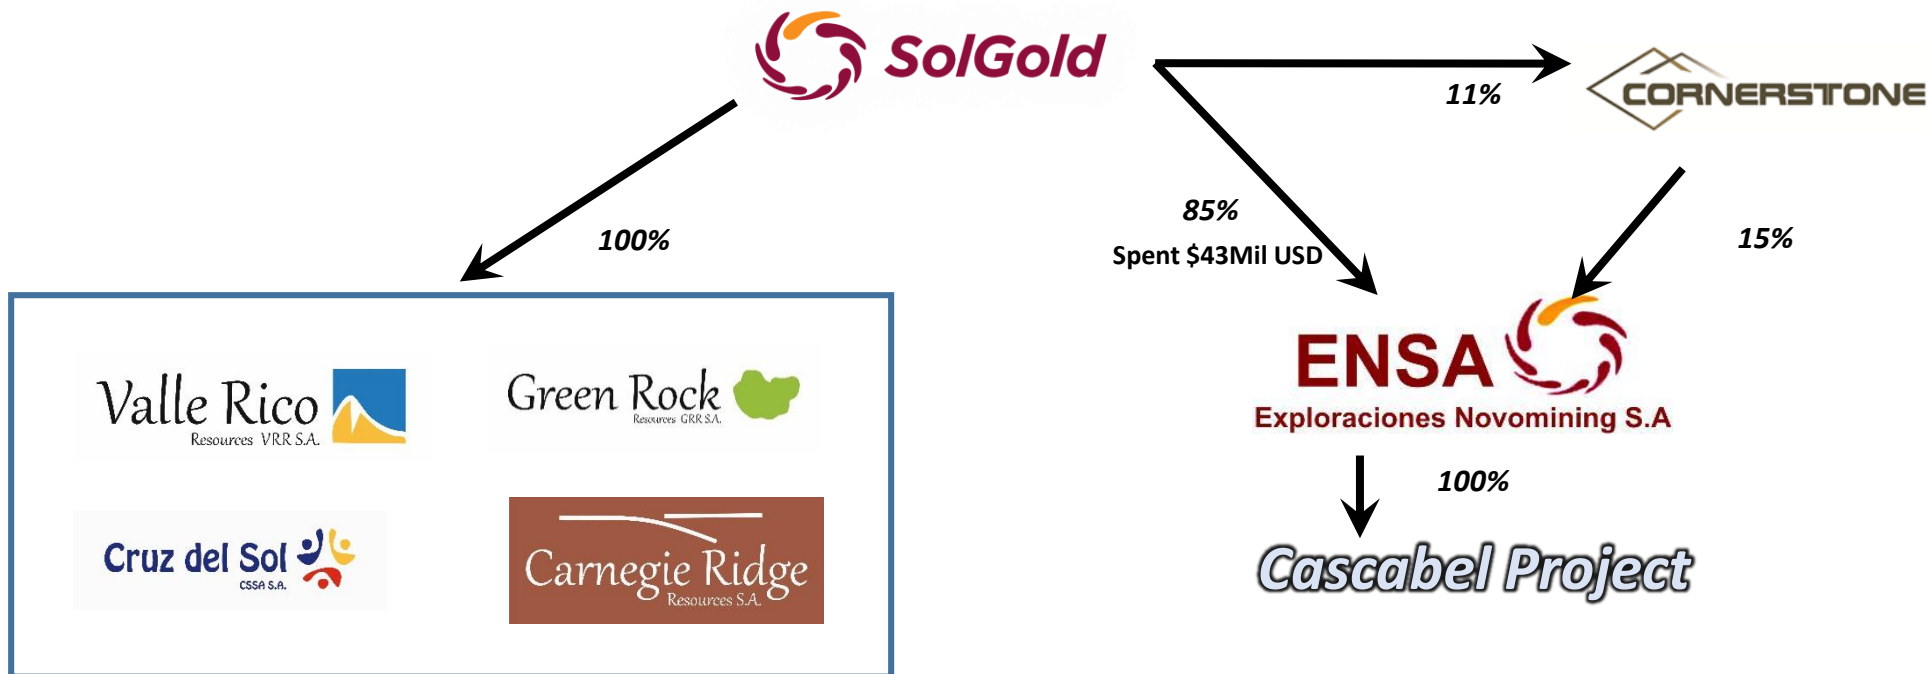 SolGold
CORNERSTONE
11%
85%
Spent $43Mil USD
15%
100%
ENSA
Exploraciones Novomining S.A
100%
Cascabel Project
Valle Rico
Resources VRR S.A.
Green Rock
Resources GRR S.A.
Cruz del Sol
CSSA S.A.
Carnegie Ridge
Resources S.A.